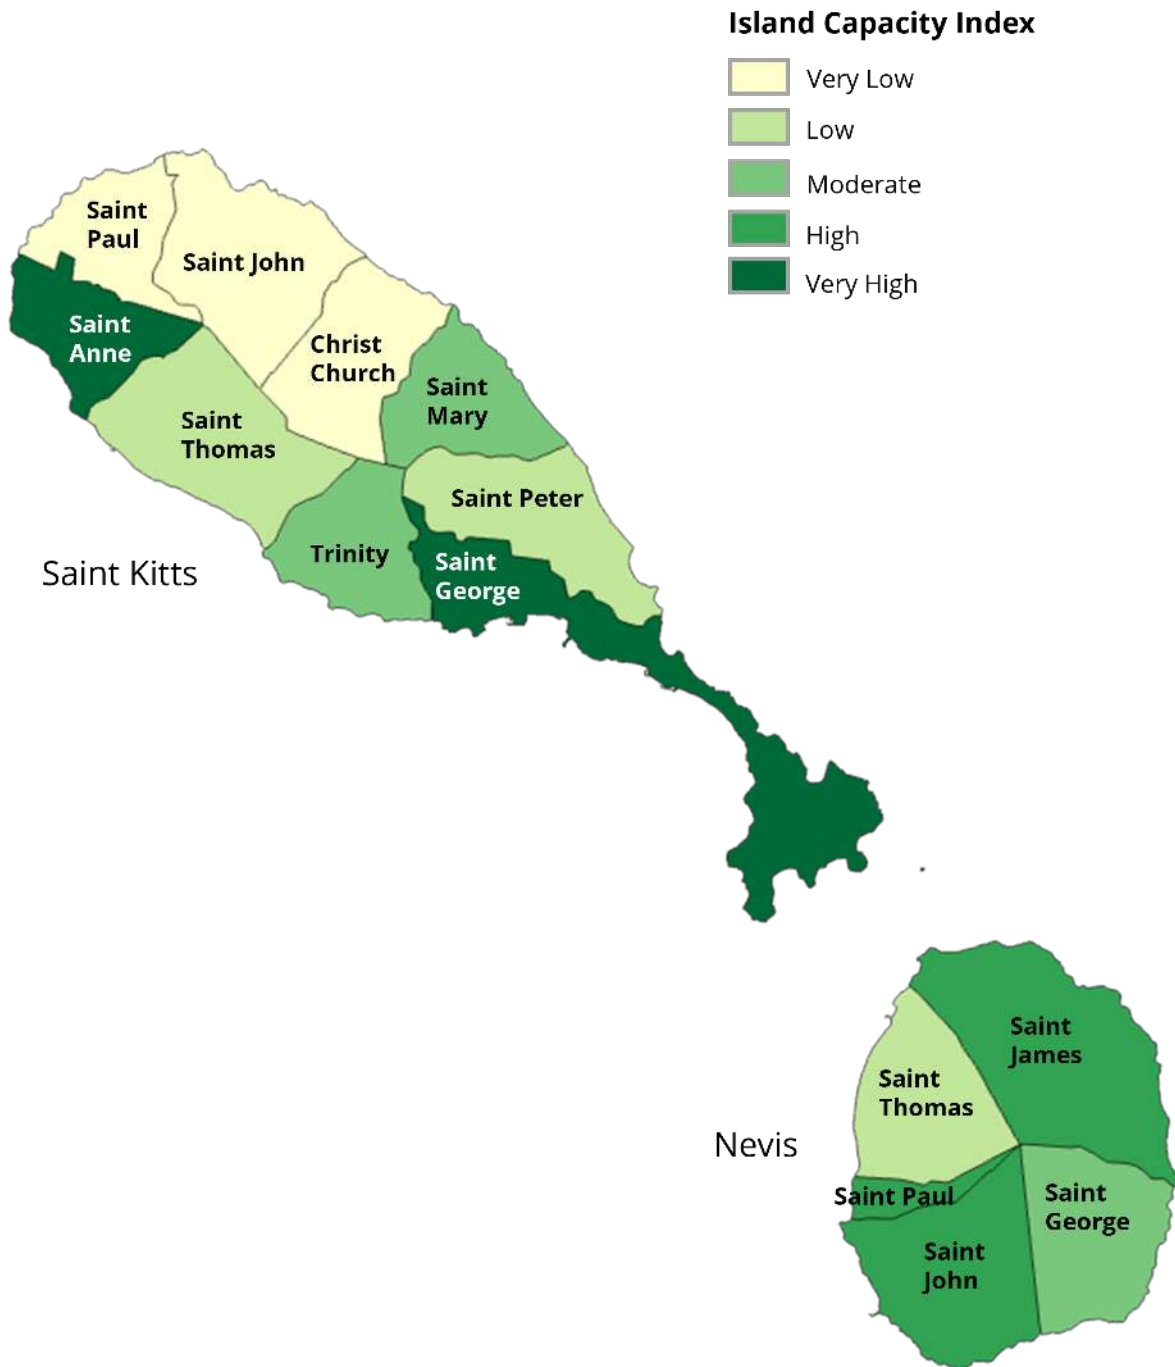 Island Capacity Index
Very Low
Low
Moderate
High
Very High
Saint
Paul
Saint John
Saint
Anne
Christ
Church
Saint
Mary
Saint
Thomas
Saint Peter
Trinity
Saint
George
Saint Kitts
Saint
James
Saint
Thomas
Nevis
Saint Paul
Saint
George
Saint
John